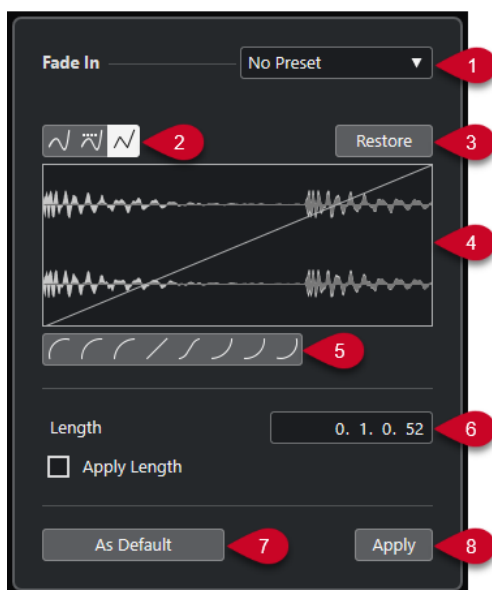 Fade In No Preset 1
2 Restore 3
4
5
Length 0. 1. 0. 52 6
Apply Length
As Default 7 Apply 8